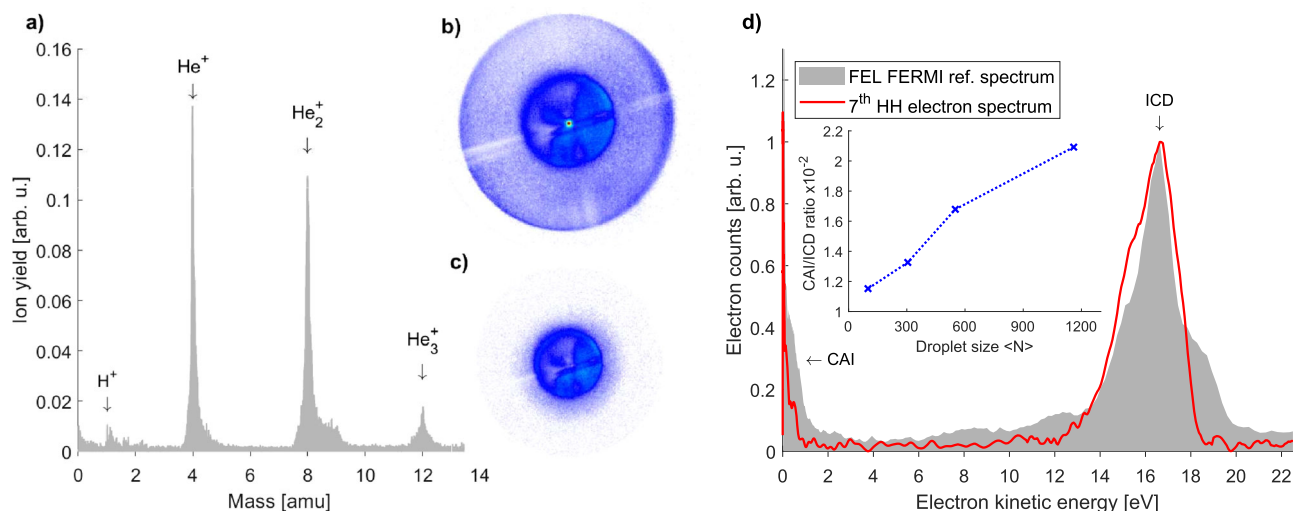 a)
0.16
0.14
0.12
0.1
0.08
0.06
0.04
0.02
0
Ion yield [arb. u.]
H⁺
↓
He⁺
↓
He₂⁺
↓
He₃⁺
↓
0 2 4 6 8 10 12 14
Mass [amu]
b)
c)
d)
1.2
1
0.8
0.6
0.4
0.2
0
Electron counts [arb. u.]
FEL FERMI ref. spectrum
7ᵗʰ HH electron spectrum
ICD
↓
← CAI
2.2
2
1.8
1.6
1.4
1.2
1
CAI/ICD ratio x10⁻²
0 300 600 900 1200
Droplet size <N>
0 2 4 6 8 10 12 14 16 18 20 22
Electron kinetic energy [eV]